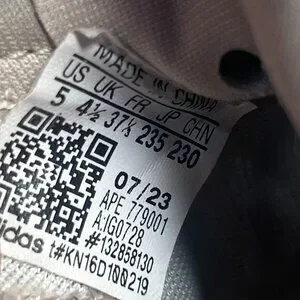 MADE IN CHINA
US UK FR JP CHN
5 4½ 37⅓ 235 230
07/23
APE 779001
A:IG0728
#132858130
adidas t#KN16D100219